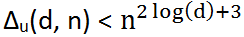 Δᵤ(d, n) < n^{2 log(d)+3}